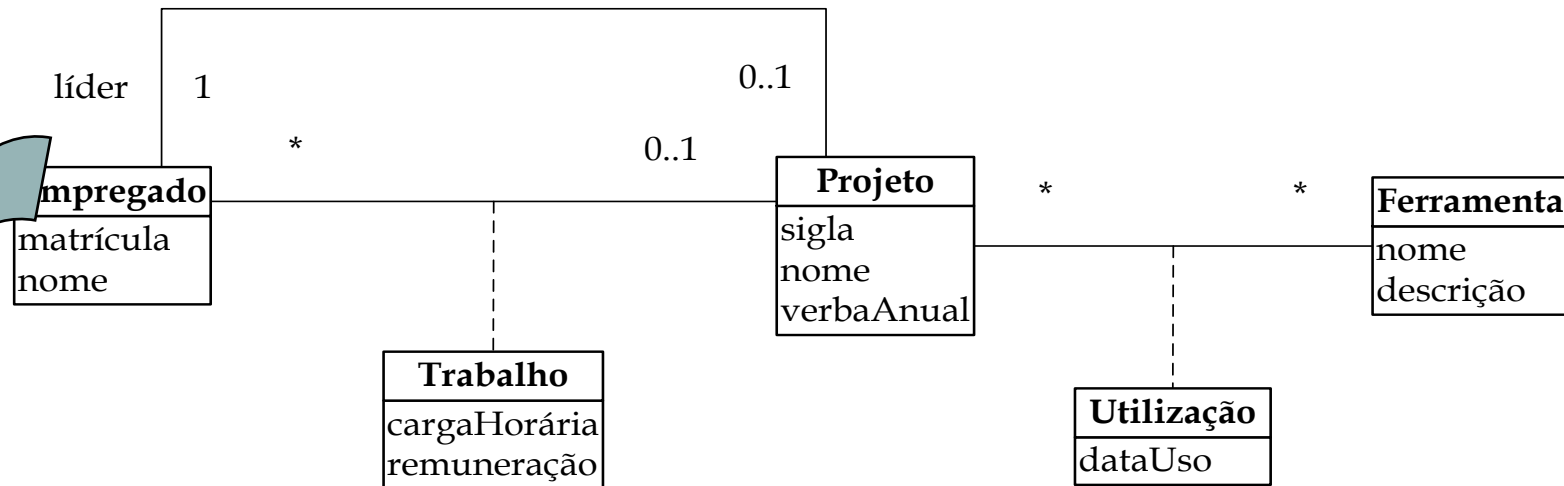 líder 1 0..1
* 0..1
mpregado
matrícula
nome
Projeto
sigla
nome
verbaAnual
* *
Ferramenta
nome
descrição
Trabalho
cargaHorária
remuneração
Utilização
dataUso